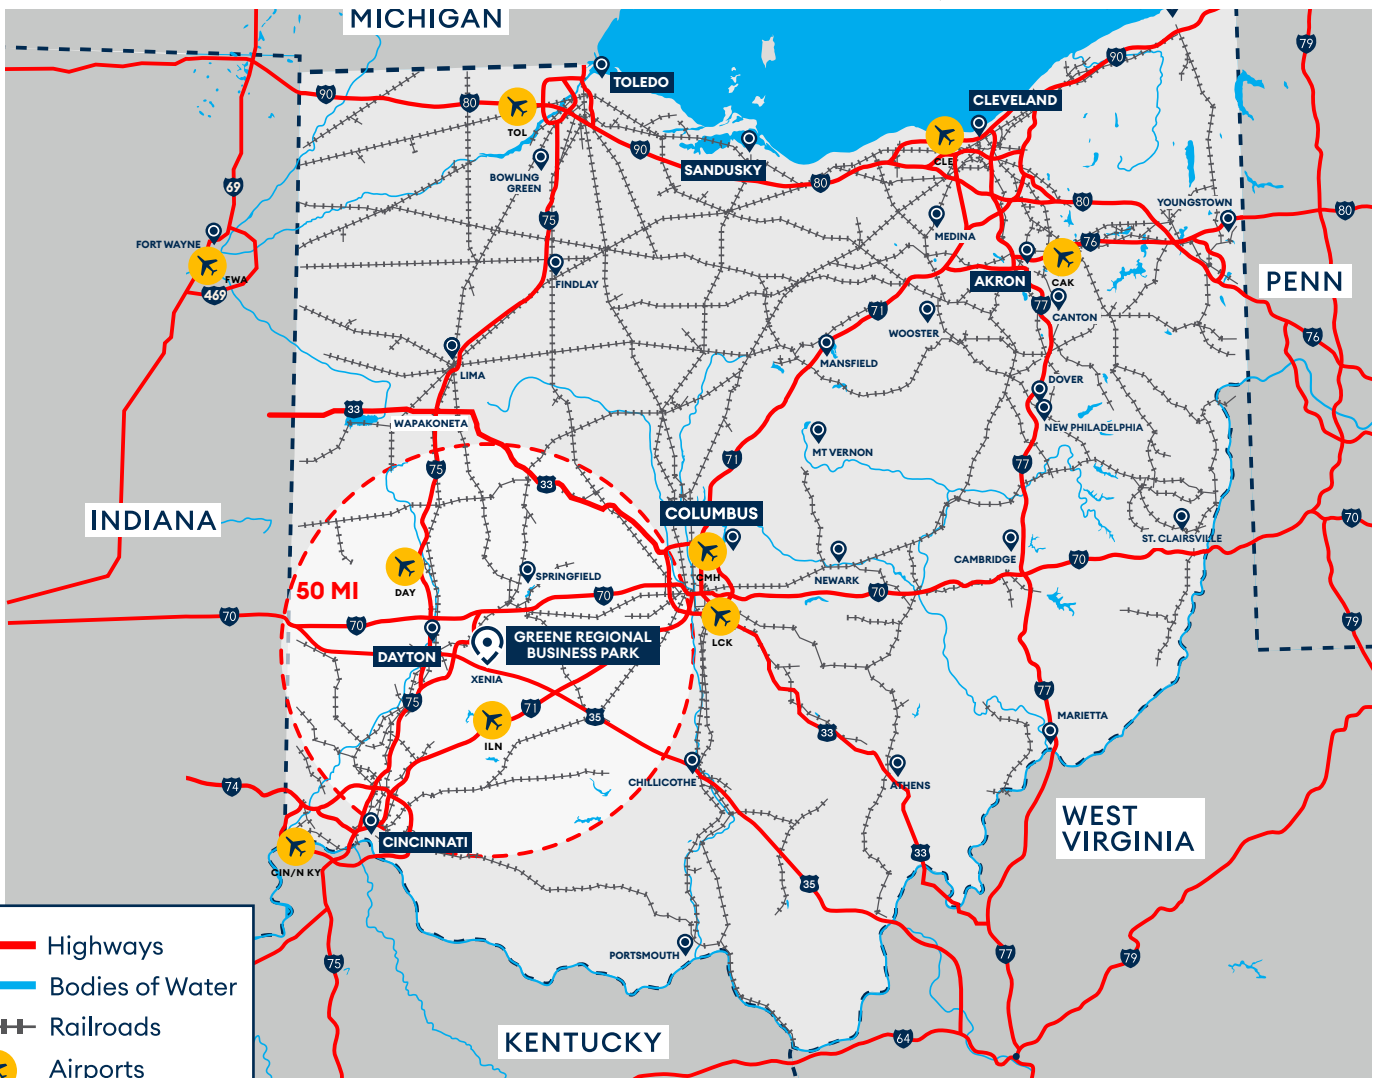 MICHIGAN
79
90
TOLEDO
90
80
CLEVELAND
TOL
CLE
90
SANDUSKY
BOWLING
GREEN
80
69
80
YOUNGSTOWN
80
75
MEDINA
FORT WAYNE
76
FWA
469
FINDLAY
AKRON
CAK
PENN
77
CANTON
71
WOOSTER
76
MANSFIELD
LIMA
DOVER
33
WAPAKONETA
NEW PHILADELPHIA
MT VERNON
71
75
77
33
INDIANA
COLUMBUS
70
ST. CLAIRSVILLE
CAMBRIDGE
70
CMH
NEWARK
SPRINGFIELD
DAY
50 MI
70
70
70
70
LCK
79
GREENE REGIONAL
BUSINESS PARK
DAYTON
XENIA
77
75
71
35
MARIETTA
33
ILN
CHILLICOTHE
ATHENS
74
WEST
VIRGINIA
CINCINNATI
33
CIN/N KY
35
Highways
PORTSMOUTH
77
79
75
Bodies of Water
Railroads
KENTUCKY
64
Airports